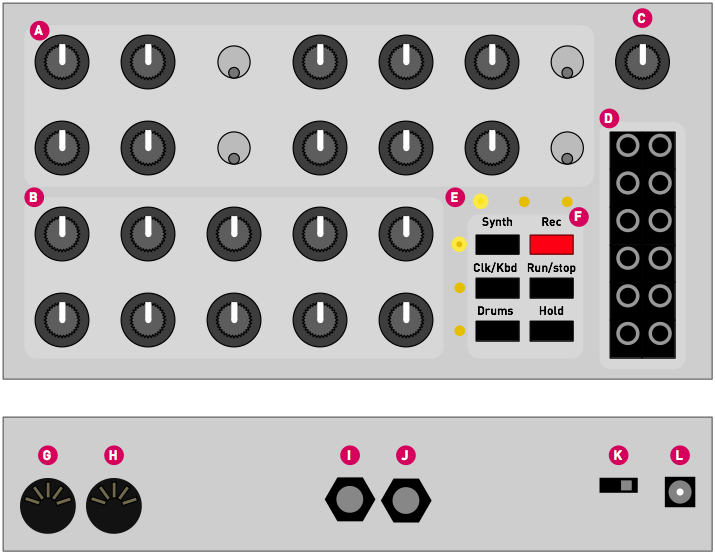 A
C
D
B
E
F
Synth Rec
Clk/Kbd Run/stop
Drums Hold
G H I J K L